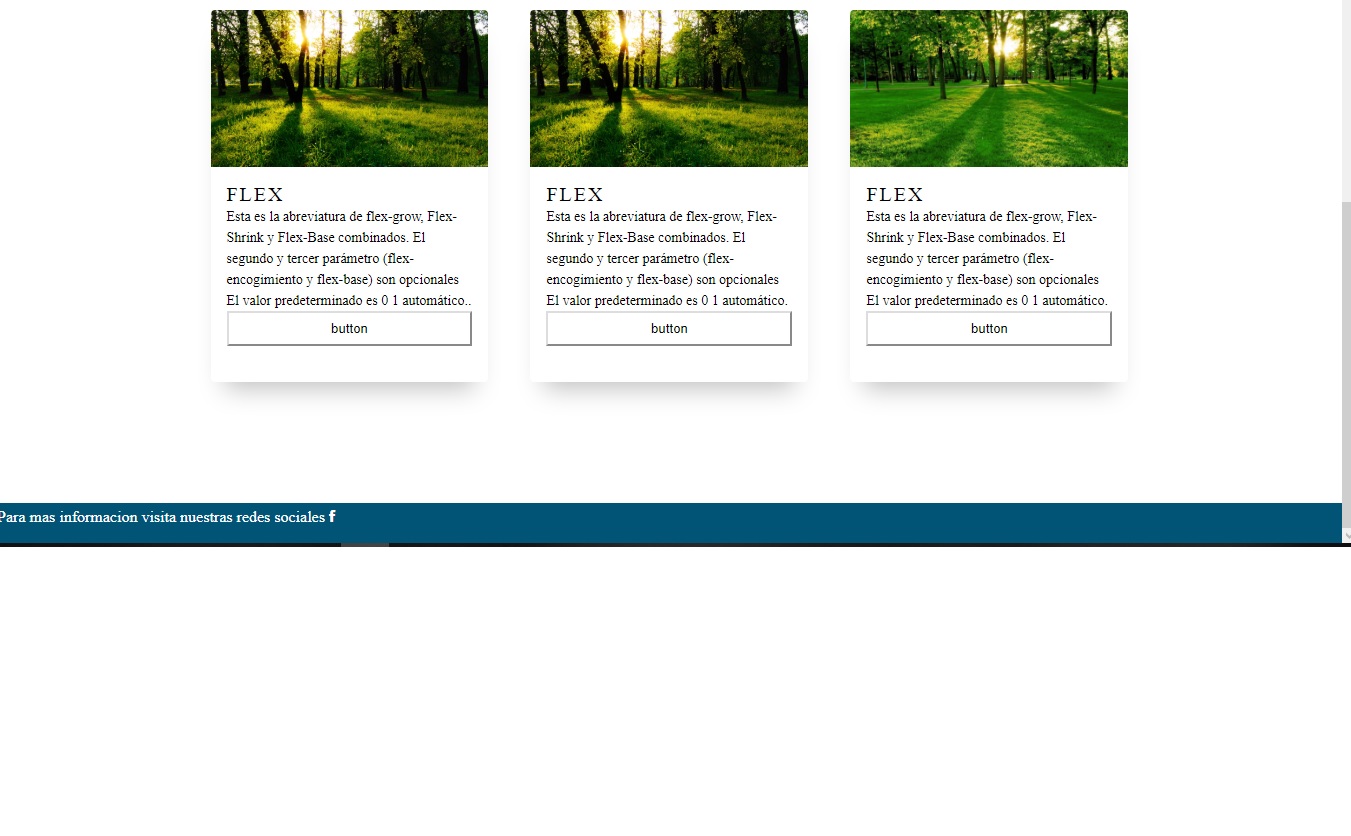 FLEX
Esta es la abreviatura de flex-grow, Flex-
Shrink y Flex-Base combinados. El
segundo y tercer parámetro (flex-
encogimiento y flex-base) son opcionales
El valor predeterminado es 0 1 automático..
button
FLEX
Esta es la abreviatura de flex-grow, Flex-
Shrink y Flex-Base combinados. El
segundo y tercer parámetro (flex-
encogimiento y flex-base) son opcionales
El valor predeterminado es 0 1 automático.
button
FLEX
Esta es la abreviatura de flex-grow, Flex-
Shrink y Flex-Base combinados. El
segundo y tercer parámetro (flex-
encogimiento y flex-base) son opcionales
El valor predeterminado es 0 1 automático.
button
Para mas informacion visita nuestras redes sociales f